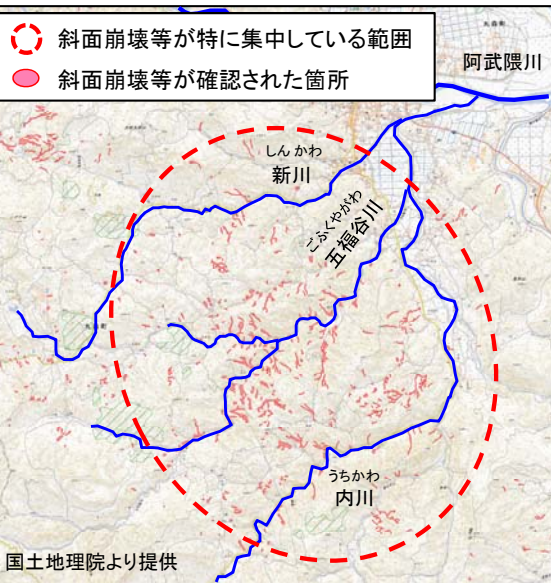 斜面崩壊等が特に集中している範囲
斜面崩壊等が確認された箇所
阿武隈川
しんかわ
新川
ごふくやがわ
五福谷川
うちかわ
内川
国土地理院より提供
丸森町